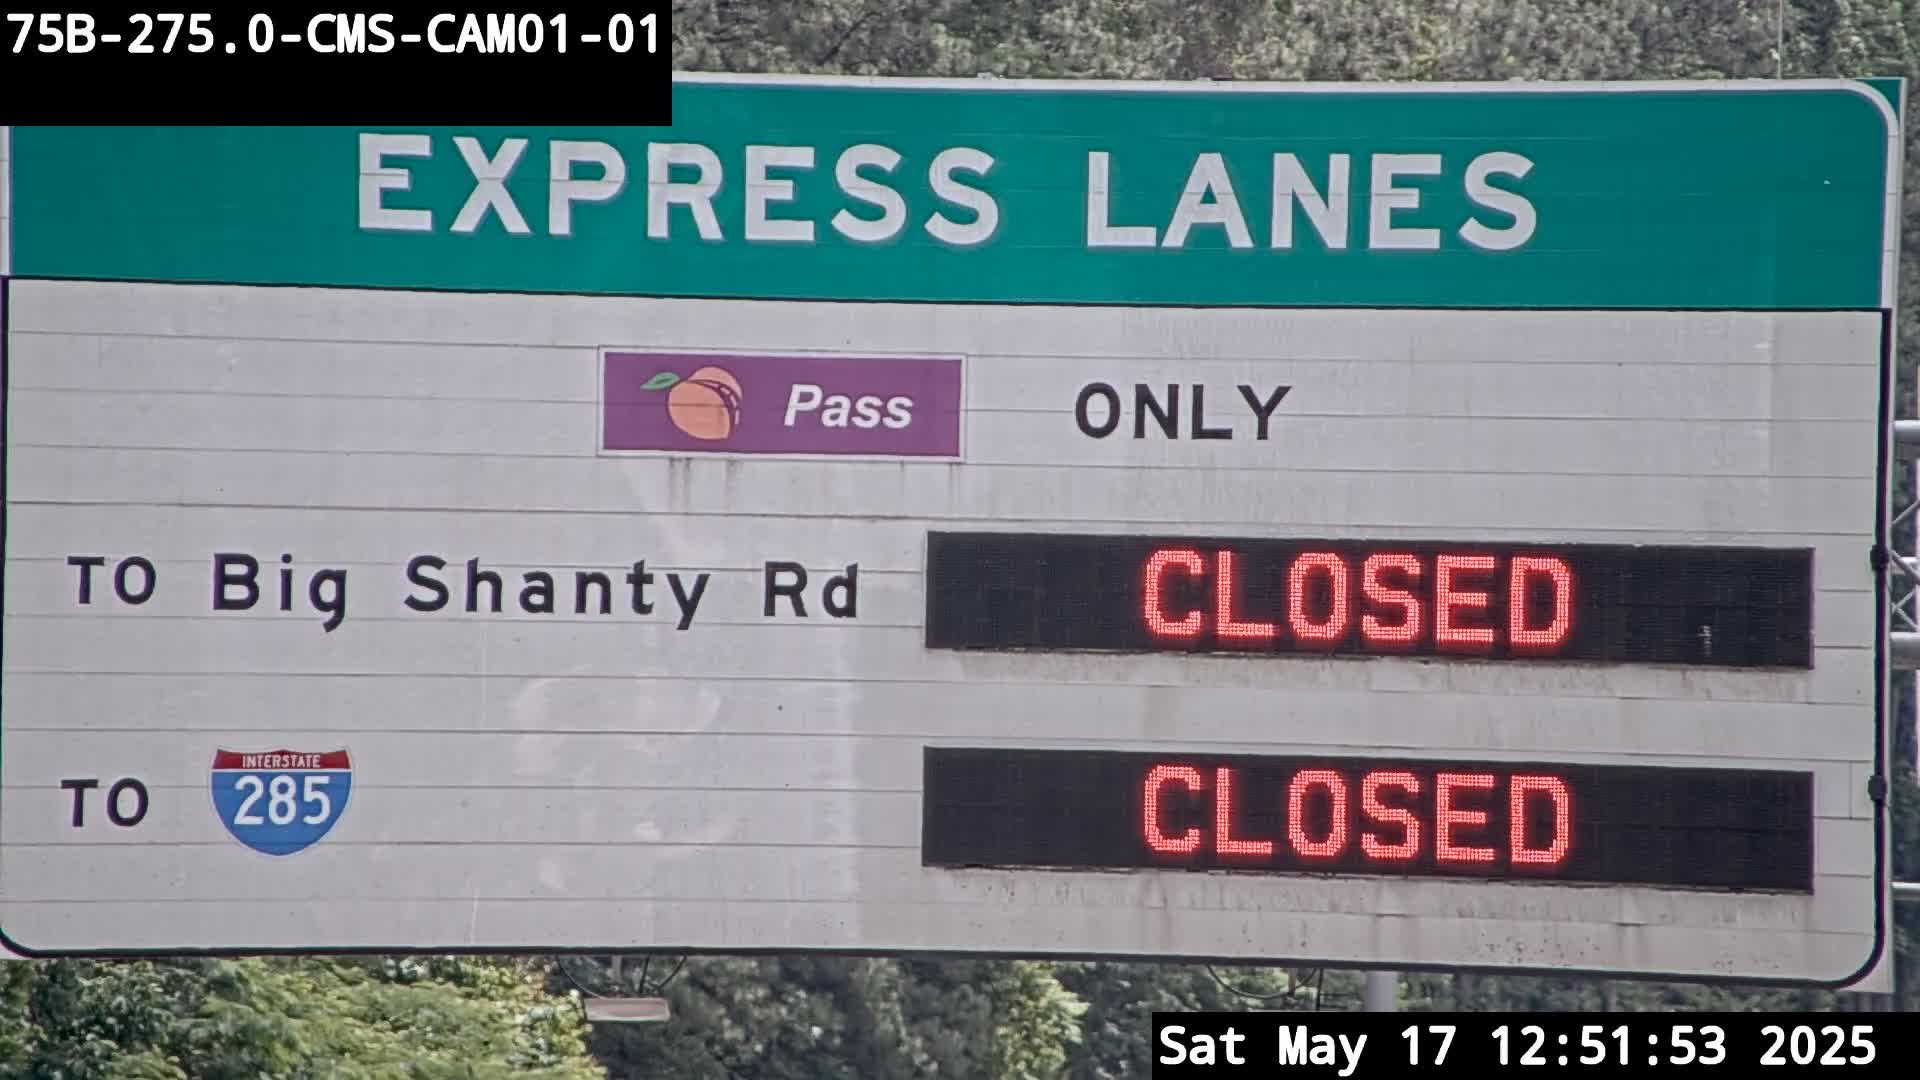 75B-275.0-CMS-CAM01-01
EXPRESS LANES
Pass ONLY
TO Big Shanty Rd CLOSED
TO INTERSTATE 285 CLOSED
Sat May 17 12:51:53 2025